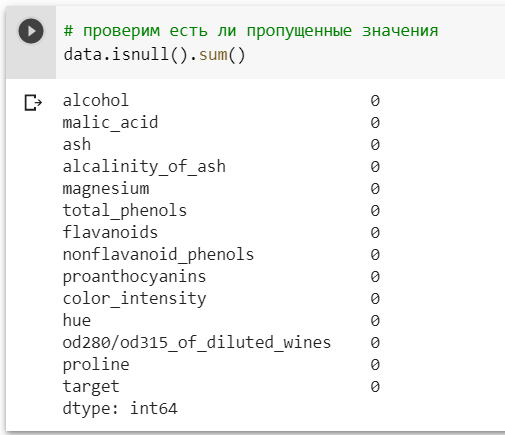 # проверим есть ли пропущенные значения
data.isnull().sum()
alcohol 0
malic_acid 0
ash 0
alcalinity_of_ash 0
magnesium 0
total_phenols 0
flavanoids 0
nonflavanoid_phenols 0
proanthocyanins 0
color_intensity 0
hue 0
od280/od315_of_diluted_wines 0
proline 0
target 0
dtype: int64